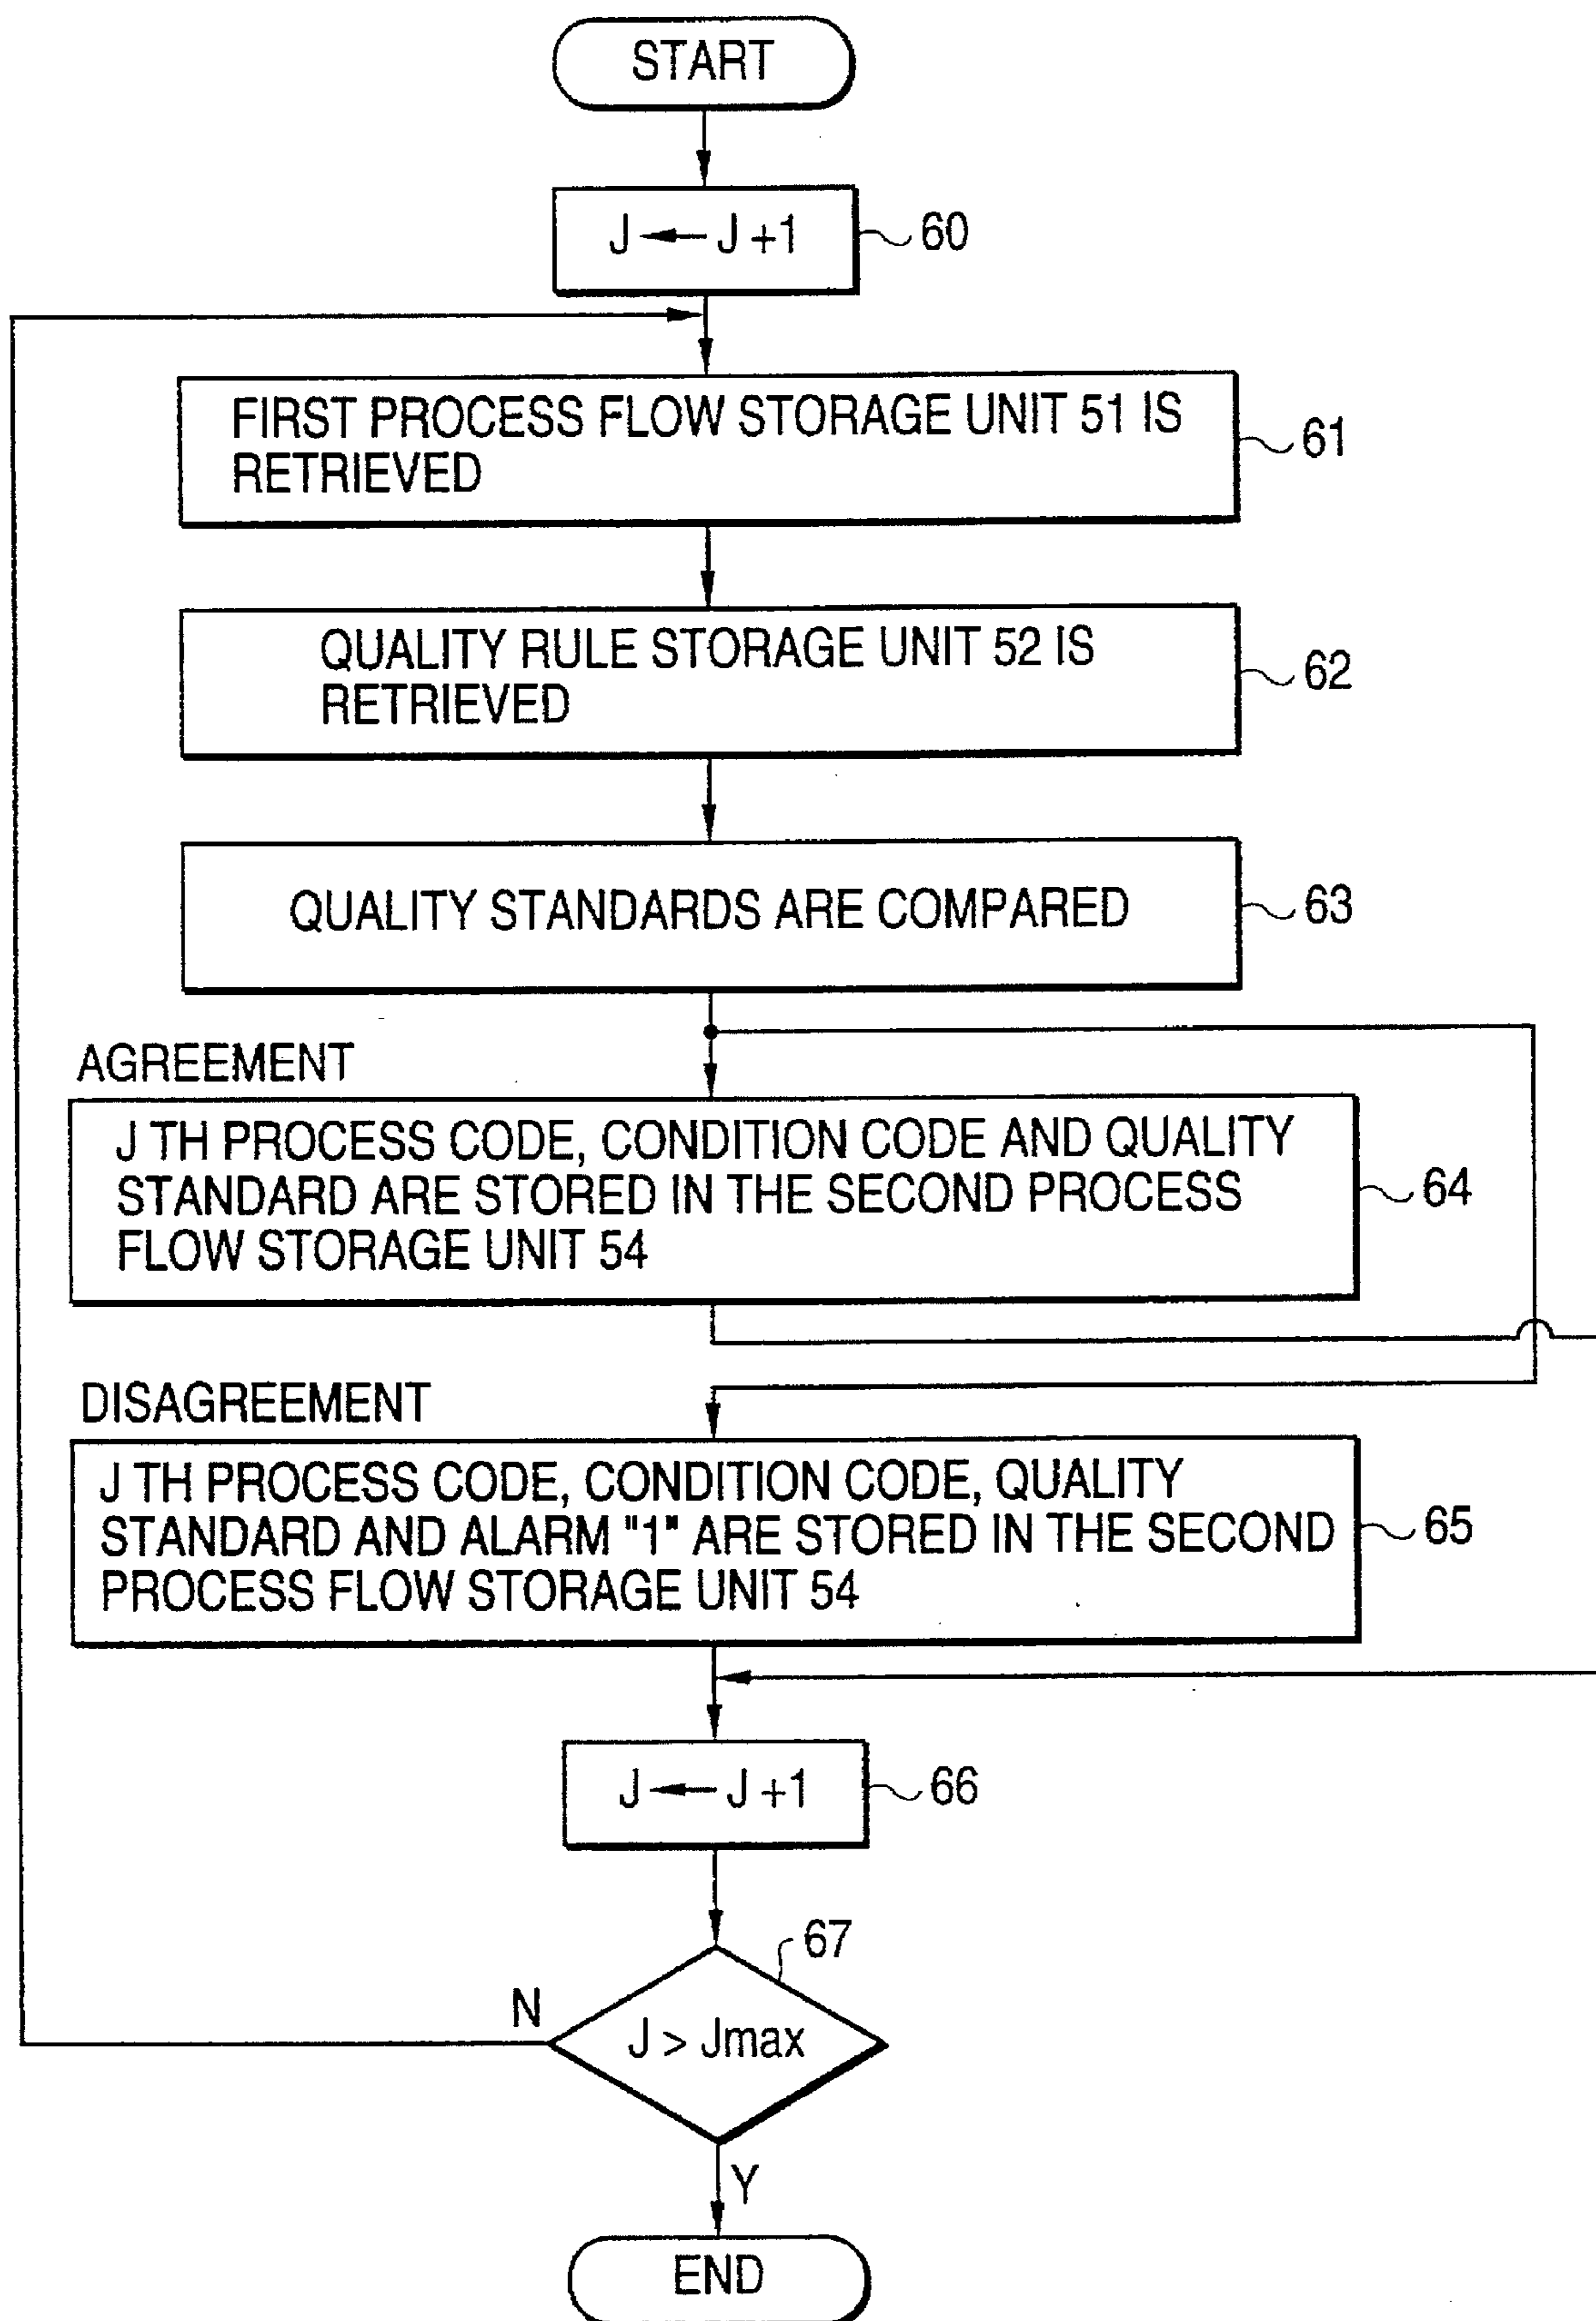 START
J ← J +1
60
FIRST PROCESS FLOW STORAGE UNIT 51 IS
RETRIEVED
61
QUALITY RULE STORAGE UNIT 52 IS
RETRIEVED
62
QUALITY STANDARDS ARE COMPARED
63
AGREEMENT
J TH PROCESS CODE, CONDITION CODE AND QUALITY
STANDARD ARE STORED IN THE SECOND PROCESS
FLOW STORAGE UNIT 54
64
DISAGREEMENT
J TH PROCESS CODE, CONDITION CODE, QUALITY
STANDARD AND ALARM "1" ARE STORED IN THE SECOND
PROCESS FLOW STORAGE UNIT 54
65
J ← J +1
66
67
N
J > Jmax
Y
END